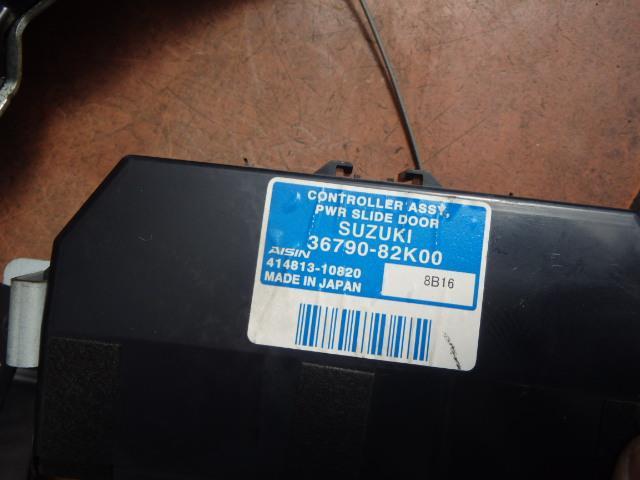 CONTROLLER ASSY,
PWR SLIDE DOOR
SUZUKI
36790-82K00
AISIN
414813-10820
MADE IN JAPAN
8B16